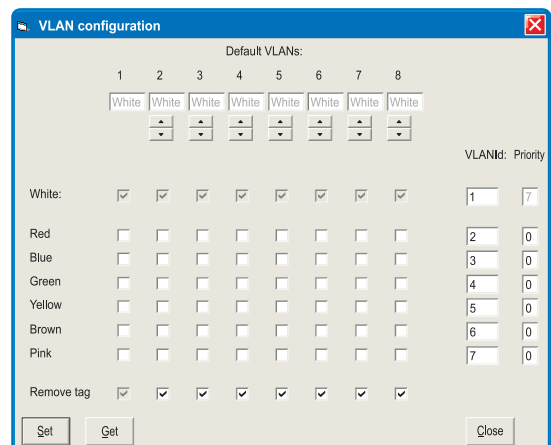 VLAN configuration
Default VLANs:
1 2 3 4 5 6 7 8
White White White White White White White White
VLANId: Priority
White: 1 7
Red 2 0
Blue 3 0
Green 4 0
Yellow 5 0
Brown 6 0
Pink 7 0
Remove tag
Set Get Close